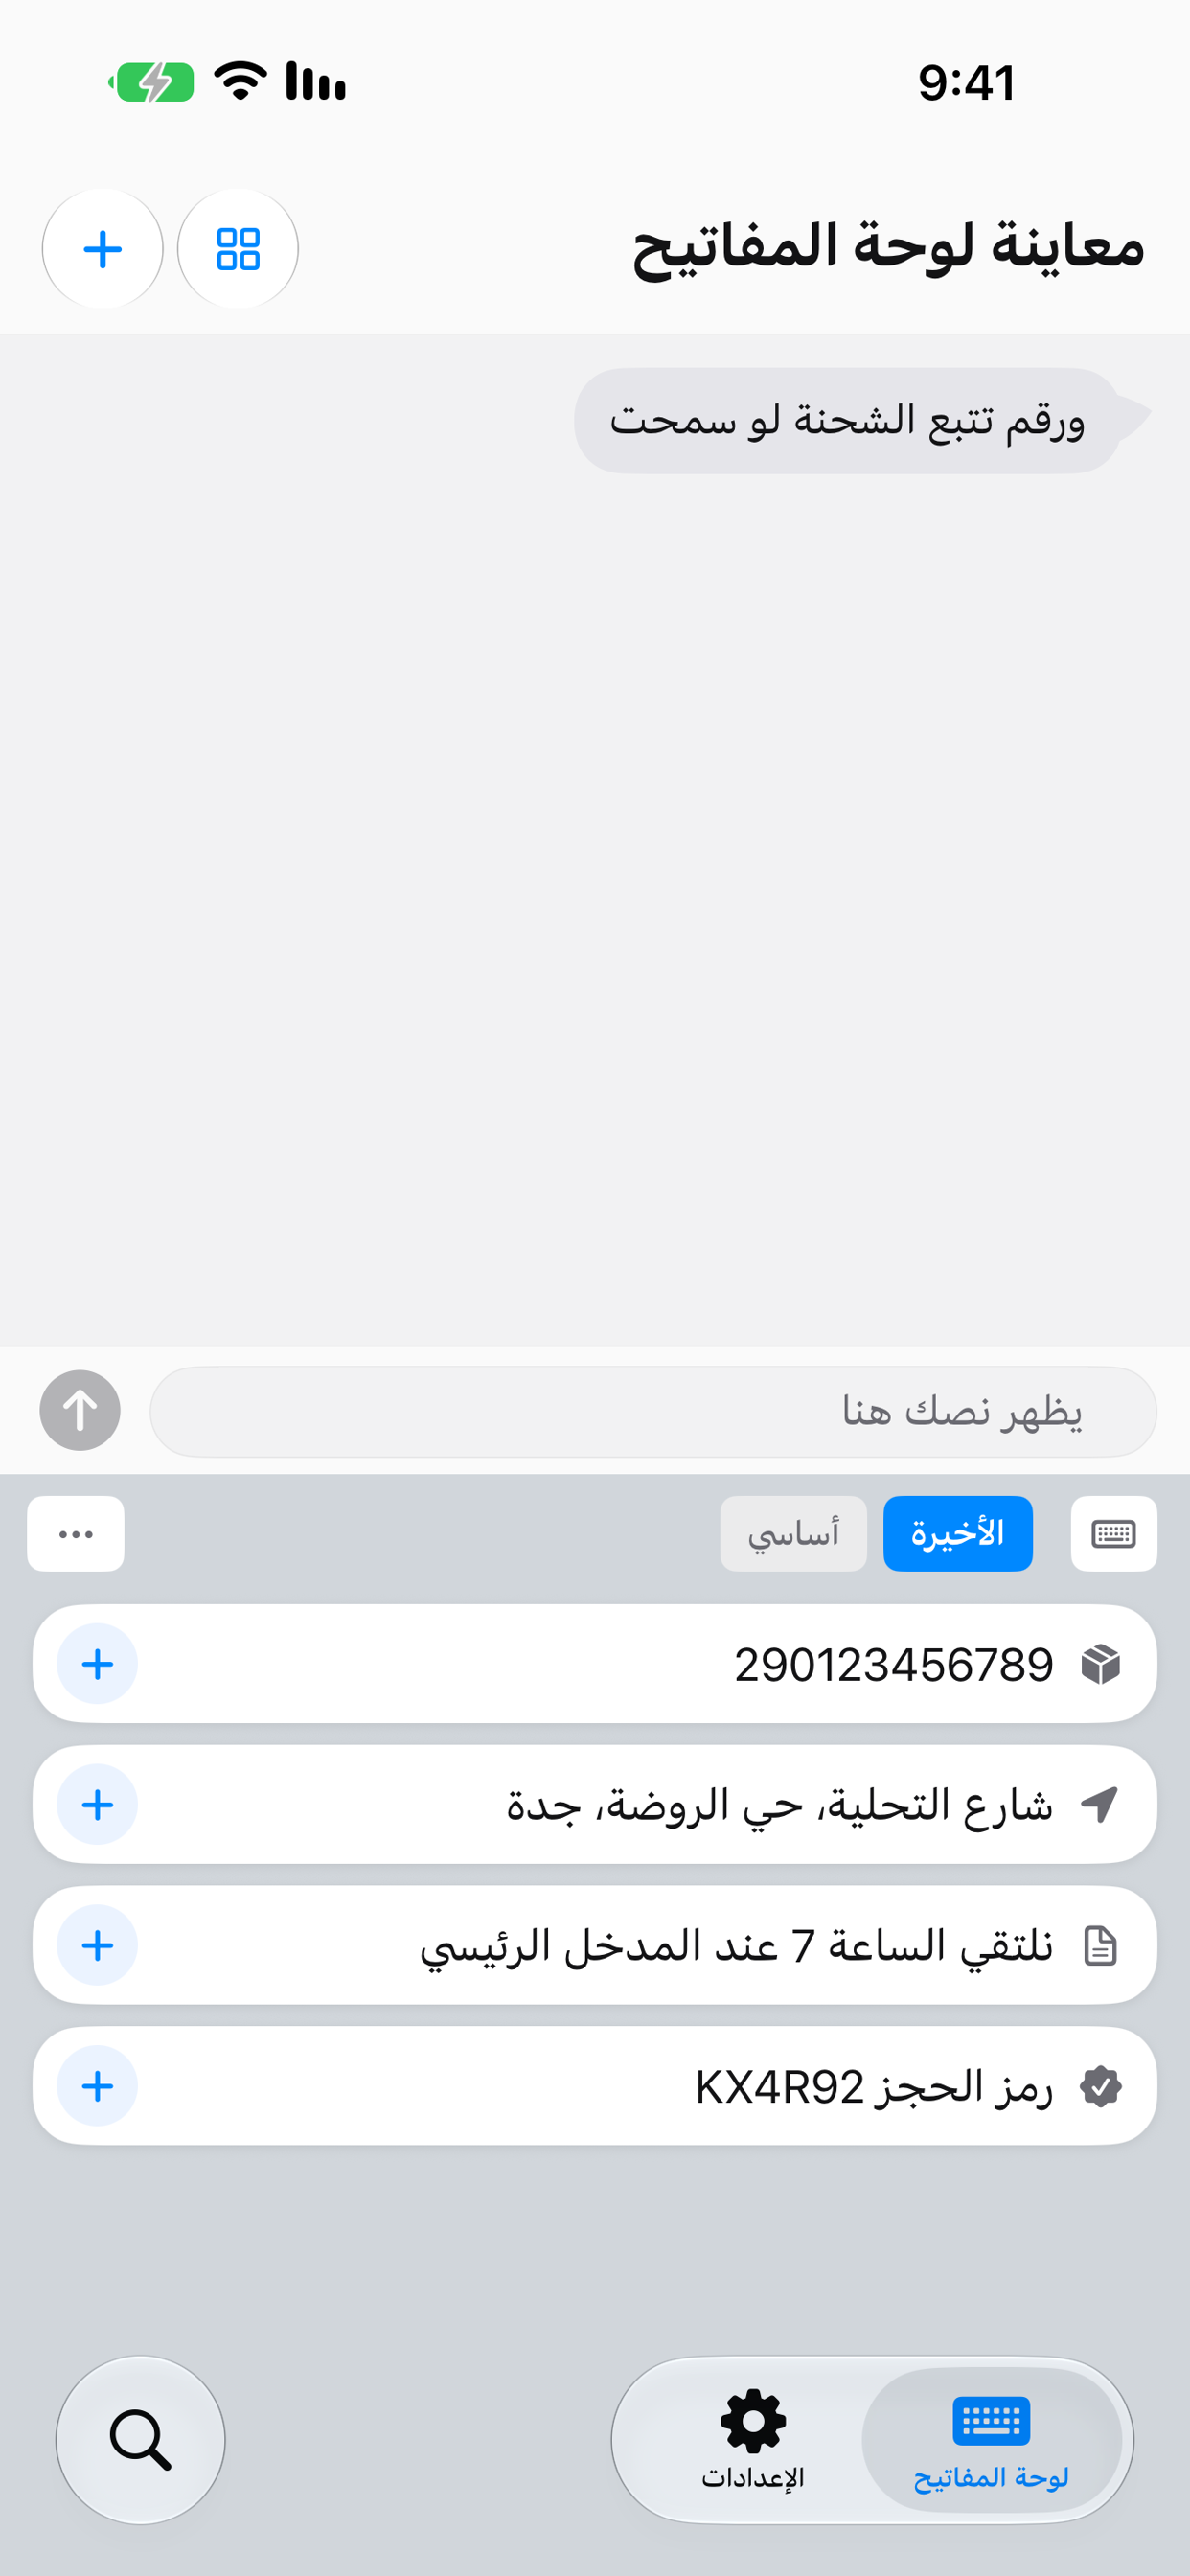 9:41
معاينة لوحة المفاتيح
ورقم تتبع الشحنة لو سمحت
يظهر نصك هنا
الأخيرة
أساسي
290123456789
شارع التحلية، حي الروضة، جدة
نلتقي الساعة 7 عند المدخل الرئيسي
رمز الحجز KX4R92
لوحة المفاتيح
الإعدادات